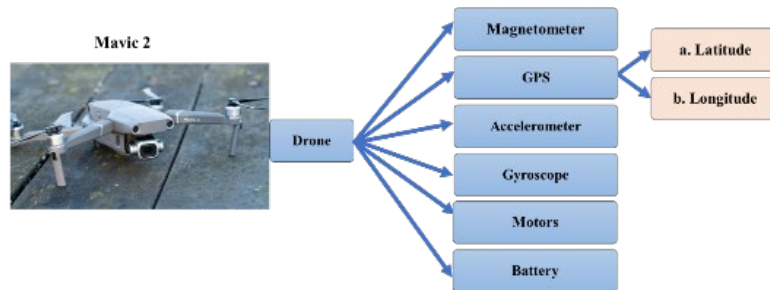 Mavic 2
Drone
Magnetometer
GPS
Accelerometer
Gyroscope
Motors
Battery
a. Latitude
b. Longitude